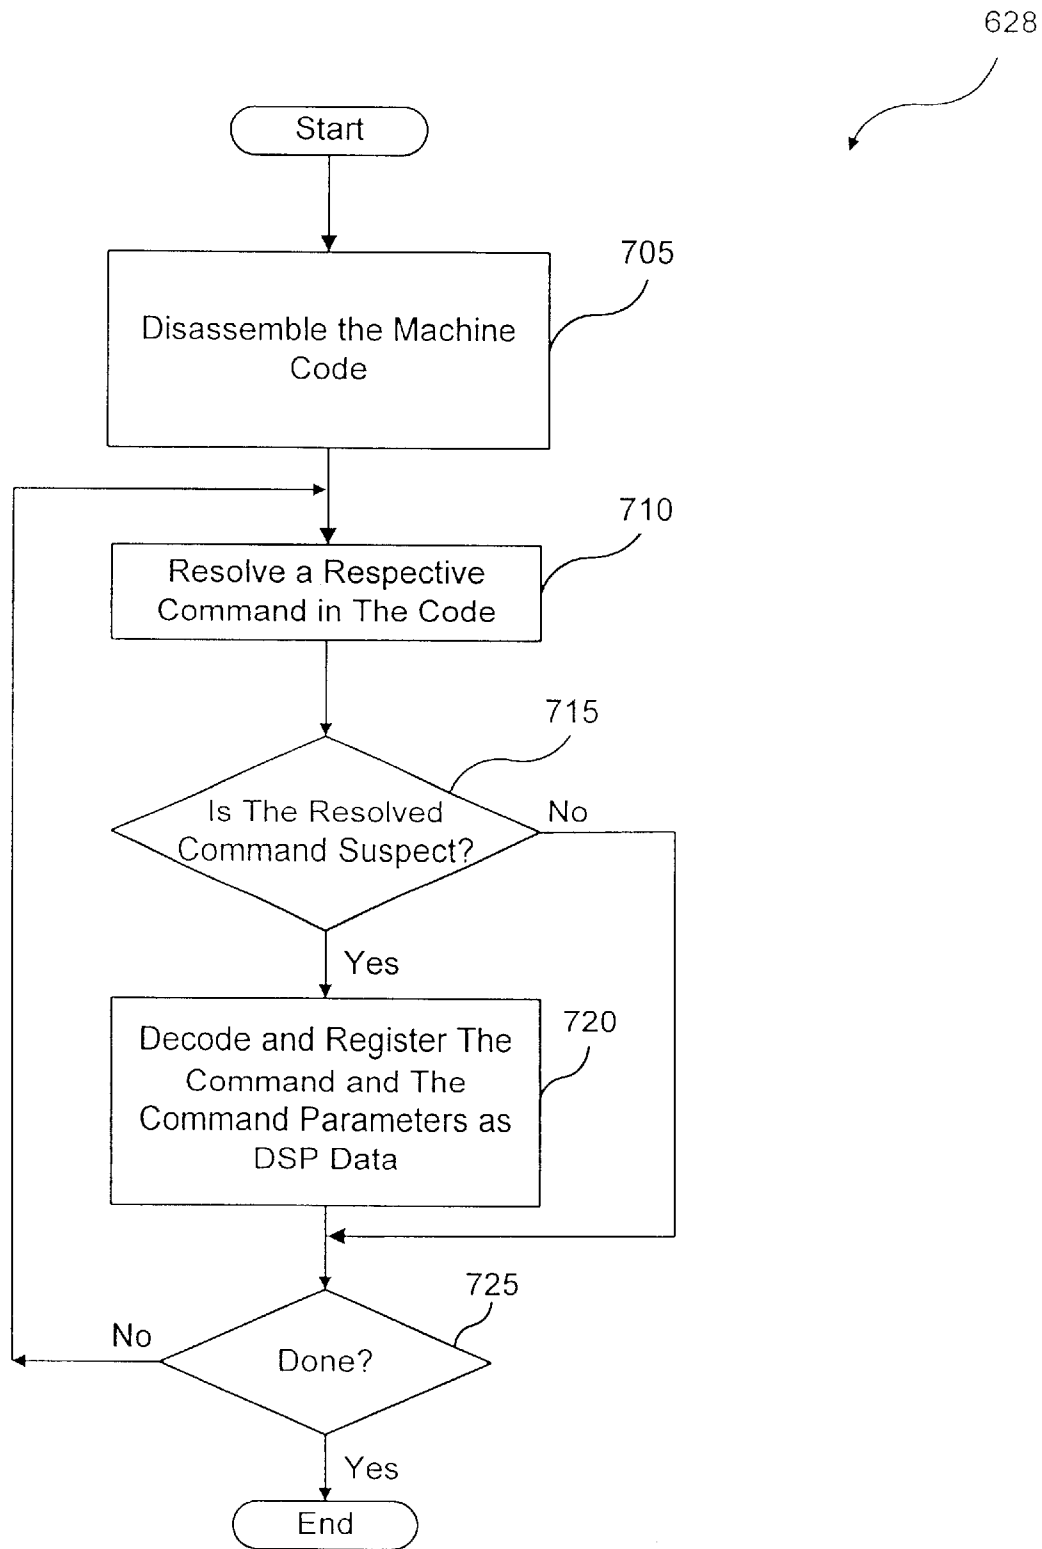 628
Start
705
Disassemble the Machine
Code
710
Resolve a Respective
Command in The Code
715
Is The Resolved
Command Suspect?
No
Yes
720
Decode and Register The
Command and The
Command Parameters as
DSP Data
725
No
Done?
Yes
End